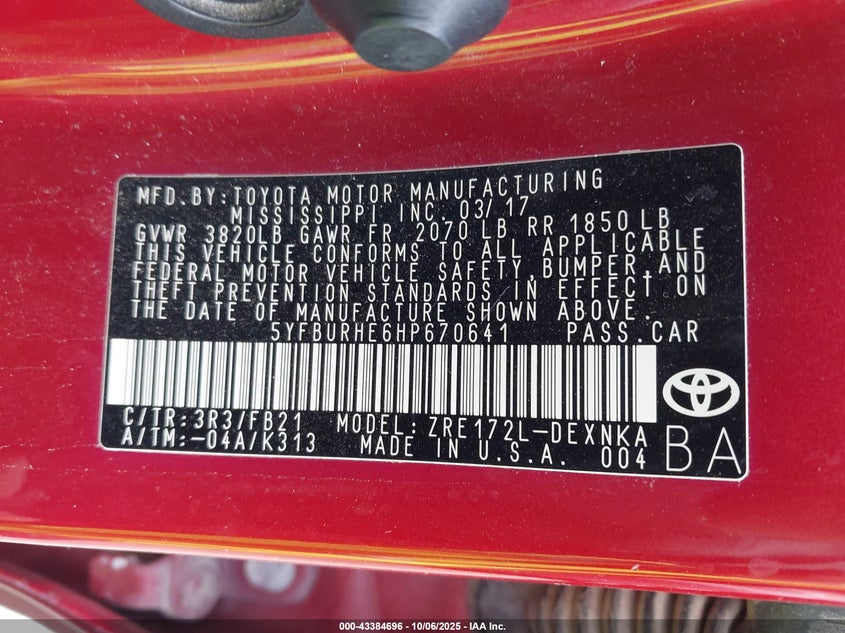 MFD.BY:TOYOTA MOTOR MANUFACTURING
MISSISSIPPI INC. 03/17
GVWR 3820LB GAWR FR 2070 LB RR 1850 LB
THIS VEHICLE CONFORMS TO ALL APPLICABLE
FEDERAL MOTOR VEHICLE SAFETY,BUMPER,AND
THEFT PREVENTION STANDARDS IN EFFECT ON
THE DATE OF MANUFACTURE SHOWN ABOVE.
5YFBURHE6HP670641 PASS.CAR
C/TR:3R3/FB21 MODEL:ZRE172L-DEXNKA
A/TM:-04A/K313 MADE IN U.S.A. 004
BA
000-43384696 - 10/06/2025 - IAA Inc.